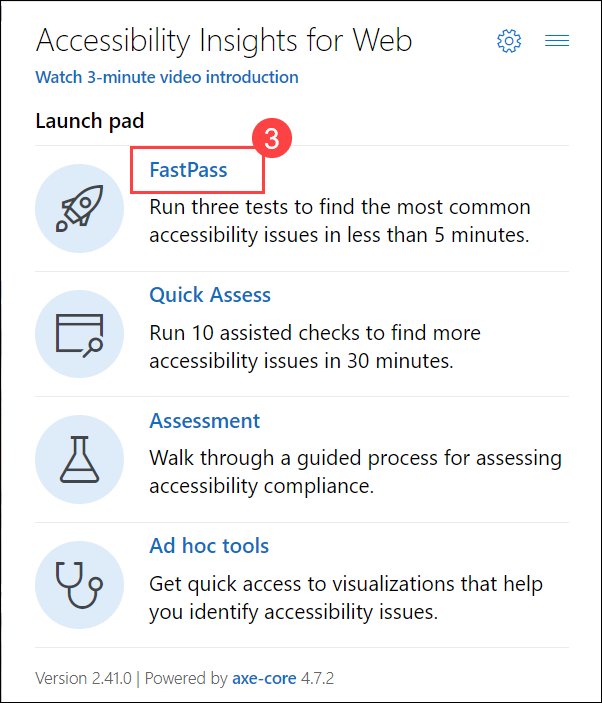 Accessibility Insights for Web
Watch 3-minute video introduction
Launch pad
3
FastPass
Run three tests to find the most common
accessibility issues in less than 5 minutes.
Quick Assess
Run 10 assisted checks to find more
accessibility issues in 30 minutes.
Assessment
Walk through a guided process for assessing
accessibility compliance.
Ad hoc tools
Get quick access to visualizations that help
you identify accessibility issues.
Version 2.41.0 | Powered by axe-core 4.7.2